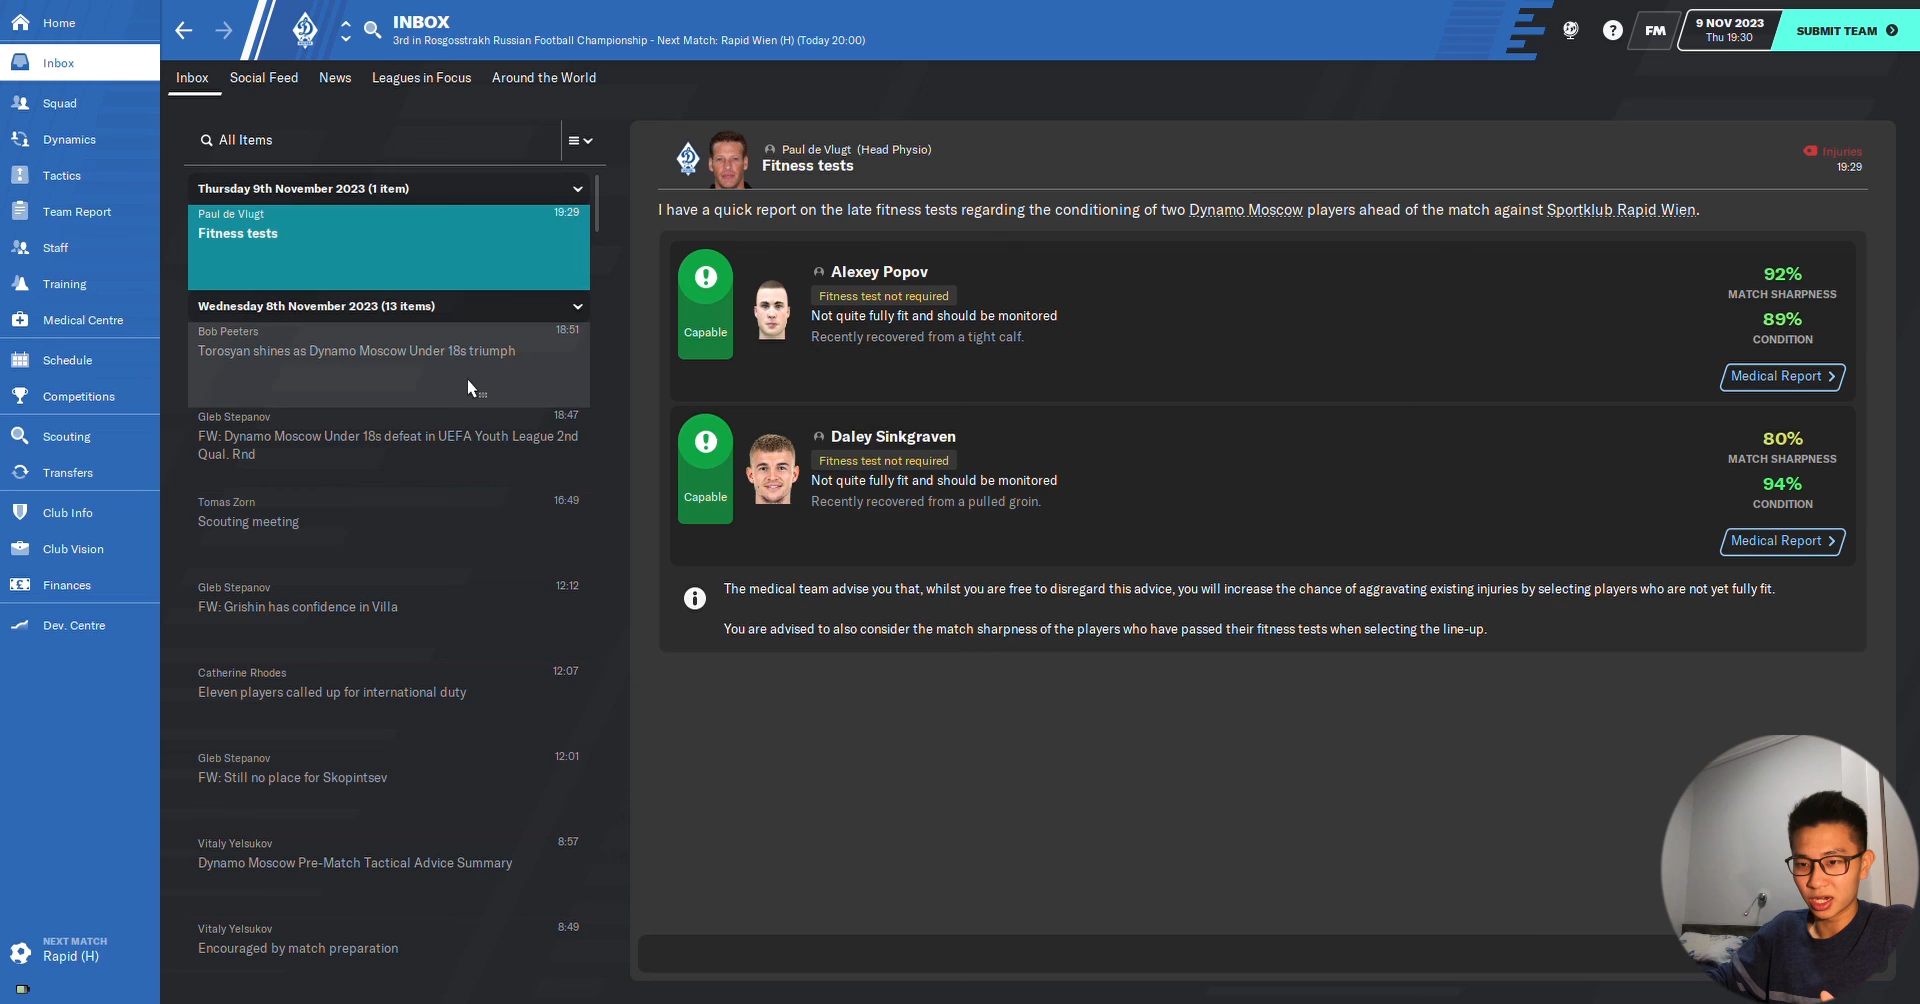 Home
Inbox
Squad
Dynamics
Tactics
Team Report
Staff
Training
Medical Centre
Schedule
Competitions
Scouting
Transfers
Club Info
Club Vision
Finances
Dev. Centre
NEXT MATCH
Rapid (H)
INBOX
3rd in Rosgosstrakh Russian Football Championship - Next Match: Rapid Wien (H) (Today 20:00)
FM
9 NOV 2023
Thu 19:30
SUBMIT TEAM
Inbox Social Feed News Leagues in Focus Around the World
All Items
Thursday 9th November 2023 (1 item)
Paul de Vlugt 19:29
Fitness tests
Wednesday 8th November 2023 (13 items)
Bob Peeters 18:51
Torosyan shines as Dynamo Moscow Under 18s triumph
Gleb Stepanov 18:47
FW: Dynamo Moscow Under 18s defeat in UEFA Youth League 2nd
Qual. Rnd
Tomas Zorn 16:49
Scouting meeting
Gleb Stepanov 12:12
FW: Grishin has confidence in Villa
Catherine Rhodes 12:07
Eleven players called up for international duty
Gleb Stepanov 12:01
FW: Still no place for Skopintsev
Vitaly Yelsukov 8:57
Dynamo Moscow Pre-Match Tactical Advice Summary
Vitaly Yelsukov 8:49
Encouraged by match preparation
Paul de Vlugt (Head Physio)
Fitness tests
Injuries
19:29
I have a quick report on the late fitness tests regarding the conditioning of two Dynamo Moscow players ahead of the match against Sportklub Rapid Wien.
Capable
Alexey Popov
Fitness test not required
Not quite fully fit and should be monitored
Recently recovered from a tight calf.
92%
MATCH SHARPNESS
89%
CONDITION
Medical Report
Capable
Daley Sinkgraven
Fitness test not required
Not quite fully fit and should be monitored
Recently recovered from a pulled groin.
80%
MATCH SHARPNESS
94%
CONDITION
Medical Report
The medical team advise you that, whilst you are free to disregard this advice, you will increase the chance of aggravating existing injuries by selecting players who are not yet fully fit.
You are advised to also consider the match sharpness of the players who have passed their fitness tests when selecting the line-up.